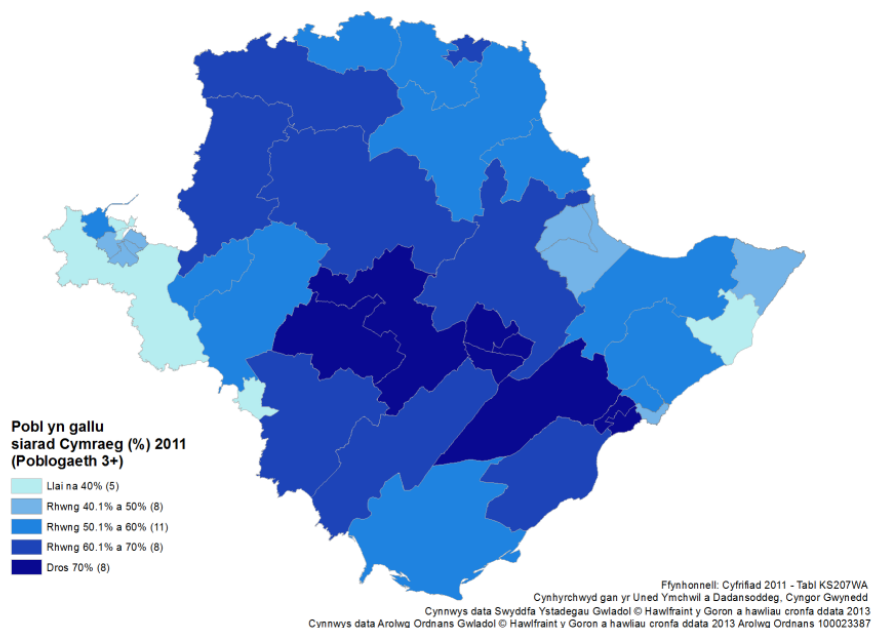 Pobl yn gallu
siarad Cymraeg (%) 2011
(Poblogaeth 3+)
Llai na 40% (5)
Rhwng 40.1% a 50% (8)
Rhwng 50.1% a 60% (11)
Rhwng 60.1% a 70% (8)
Dros 70% (8)
Ffynhonnell: Cyfrifiad 2011 - Tabl KS207WA
Cynhyrchwyd gan yr Uned Ymchwil a Dadansoddeg, Cyngor Gwynedd
Cynnwys data Swyddfa Ystadegau Gwladol © Hawlfraint y Goron a hawliau cronfa ddata 2013
Cynnwys data Arolwg Ordnans Gwladol © Hawlfraint y Goron a hawliau cronfa ddata 2013 Arolwg Ordnans 100023387